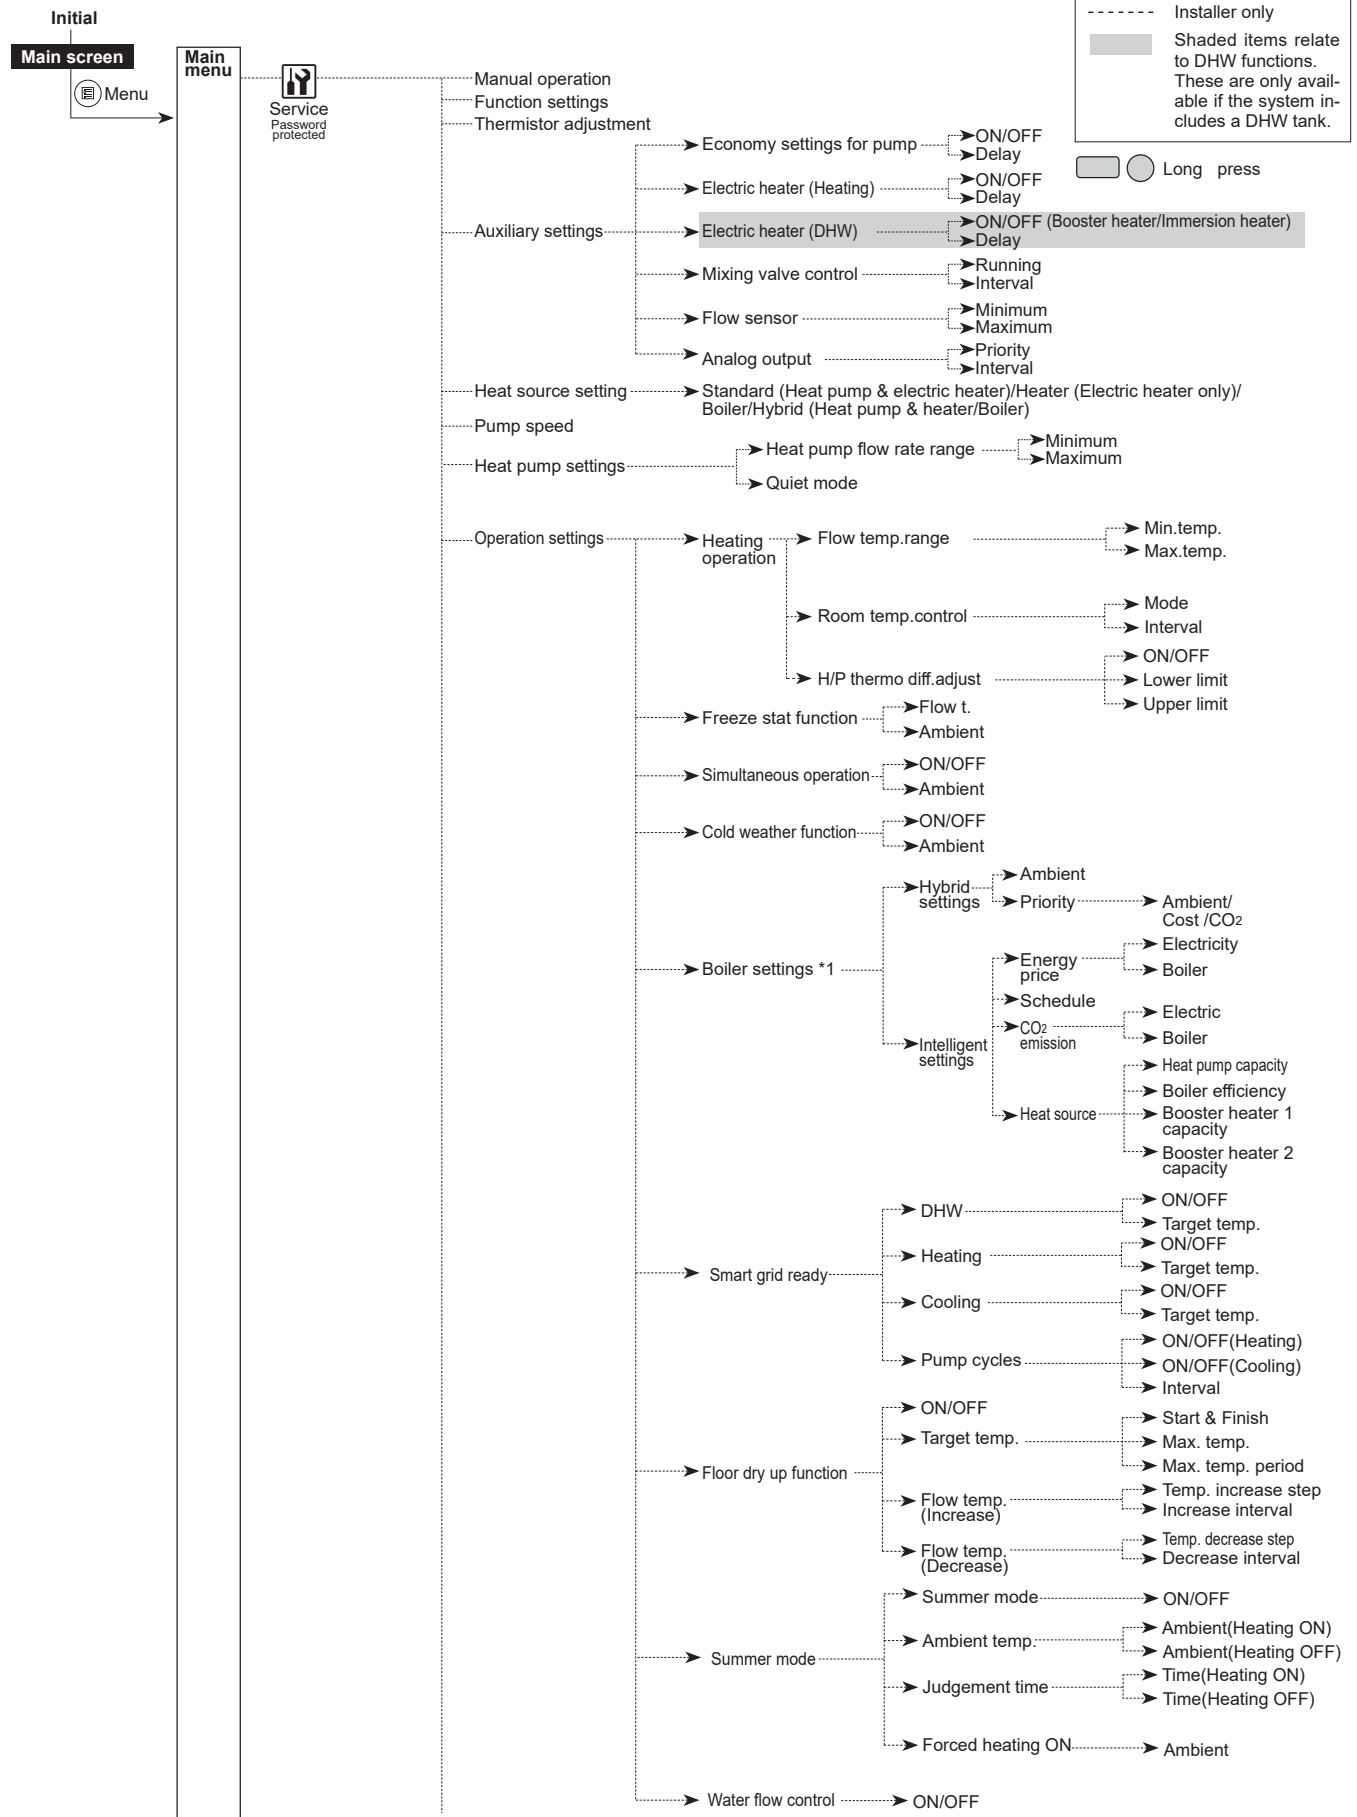 Initial
Main screen
Menu
Main
menu
Service
Password
protected
Installer only
Shaded items relate
to DHW functions.
These are only avail-
able if the system in-
cludes a DHW tank.
Long press
Manual operation
Function settings
Thermistor adjustment
Auxiliary settings
Economy settings for pump
ON/OFF
Delay
Electric heater (Heating)
ON/OFF
Delay
Electric heater (DHW)
ON/OFF (Booster heater/Immersion heater)
Delay
Mixing valve control
Running
Interval
Flow sensor
Minimum
Maximum
Analog output
Priority
Interval
Heat source setting
Standard (Heat pump & electric heater)/Heater (Electric heater only)/
Boiler/Hybrid (Heat pump & heater/Boiler)
Pump speed
Heat pump settings
Heat pump flow rate range
Minimum
Maximum
Quiet mode
Operation settings
Heating
operation
Flow temp.range
Min.temp.
Max.temp.
Room temp.control
Mode
Interval
H/P thermo diff.adjust
ON/OFF
Lower limit
Upper limit
Freeze stat function
Flow t.
Ambient
Simultaneous operation
ON/OFF
Ambient
Cold weather function
ON/OFF
Ambient
Boiler settings *1
Hybrid
settings
Ambient
Priority
Ambient/
Cost /CO2
Intelligent
settings
Energy
price
Electricity
Boiler
Schedule
CO2
emission
Electric
Boiler
Heat source
Heat pump capacity
Boiler efficiency
Booster heater 1
capacity
Booster heater 2
capacity
Smart grid ready
DHW
ON/OFF
Target temp.
Heating
ON/OFF
Target temp.
Cooling
ON/OFF
Target temp.
Pump cycles
ON/OFF(Heating)
ON/OFF(Cooling)
Interval
Floor dry up function
ON/OFF
Target temp.
Start & Finish
Max. temp.
Max. temp. period
Flow temp.
(Increase)
Temp. increase step
Increase interval
Flow temp.
(Decrease)
Temp. decrease step
Decrease interval
Summer mode
Summer mode
ON/OFF
Ambient temp.
Ambient(Heating ON)
Ambient(Heating OFF)
Judgement time
Time(Heating ON)
Time(Heating OFF)
Forced heating ON
Ambient
Water flow control
ON/OFF